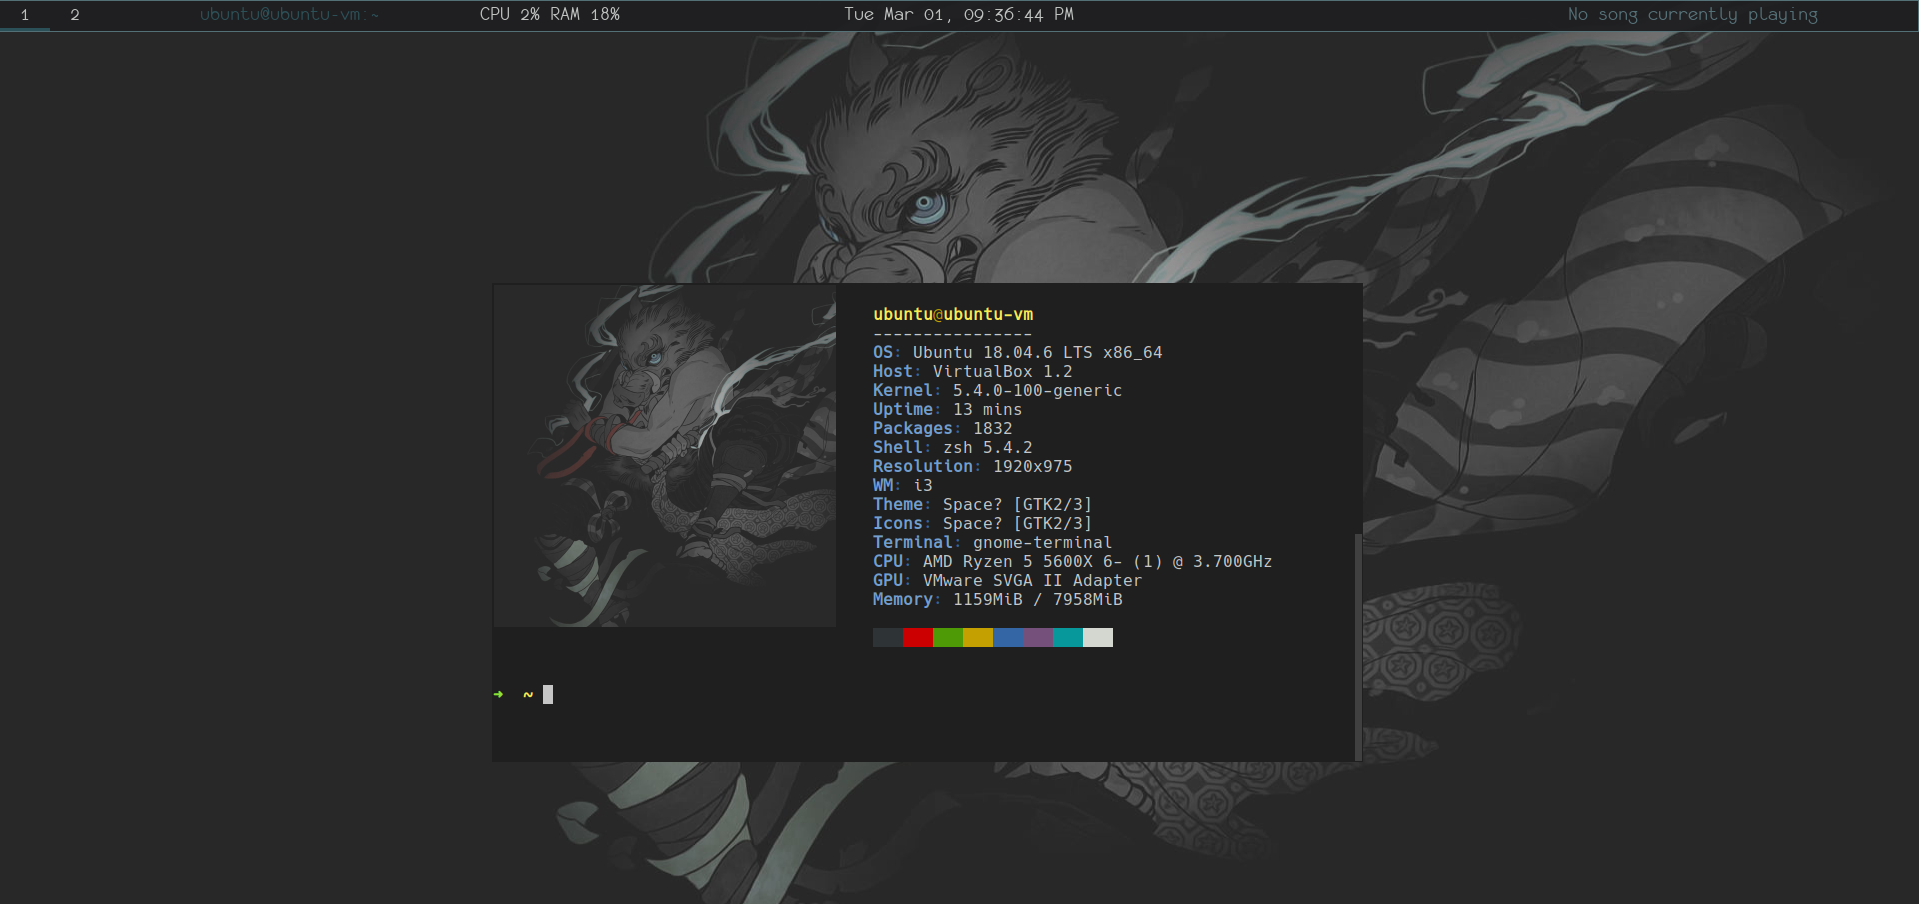 1 2 ubuntu@ubuntu-vm:~ CPU 2% RAM 18% Tue Mar 01, 09:36:44 PM No song currently playing
ubuntu@ubuntu-vm
----------------
OS: Ubuntu 18.04.6 LTS x86_64
Host: VirtualBox 1.2
Kernel: 5.4.0-100-generic
Uptime: 13 mins
Packages: 1832
Shell: zsh 5.4.2
Resolution: 1920x975
WM: i3
Theme: Space? [GTK2/3]
Icons: Space? [GTK2/3]
Terminal: gnome-terminal
CPU: AMD Ryzen 5 5600X 6- (1) @ 3.700GHz
GPU: VMware SVGA II Adapter
Memory: 1159MiB / 7958MiB
➜ ~